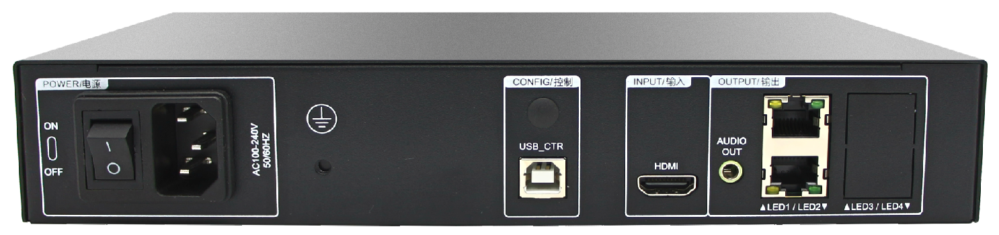 POWER/电源
ON
OFF
AC100-240V
50/60HZ
CONFIG/控制
USB_CTR
INPUT/输入
HDMI
OUTPUT/输出
AUDIO
OUT
▲LED1 / LED2▼
▲LED3 / LED4▼